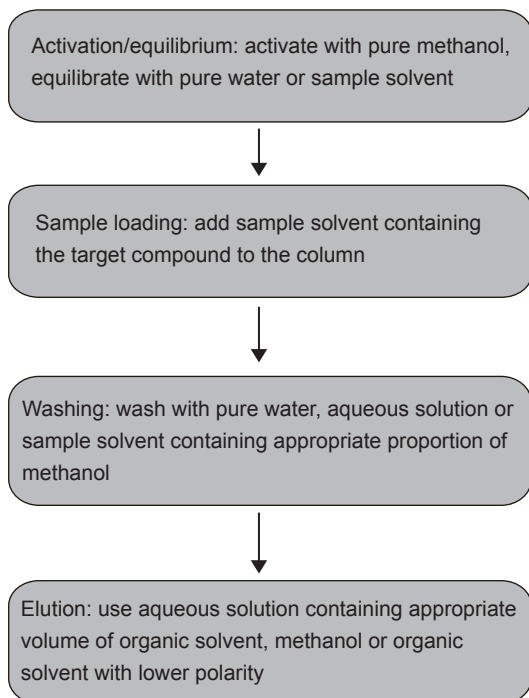 Activation/equilibrium: activate with pure methanol,
equilibrate with pure water or sample solvent
Sample loading: add sample solvent containing
the target compound to the column
Washing: wash with pure water, aqueous solution or
sample solvent containing appropriate proportion of
methanol
Elution: use aqueous solution containing appropriate
volume of organic solvent, methanol or organic
solvent with lower polarity